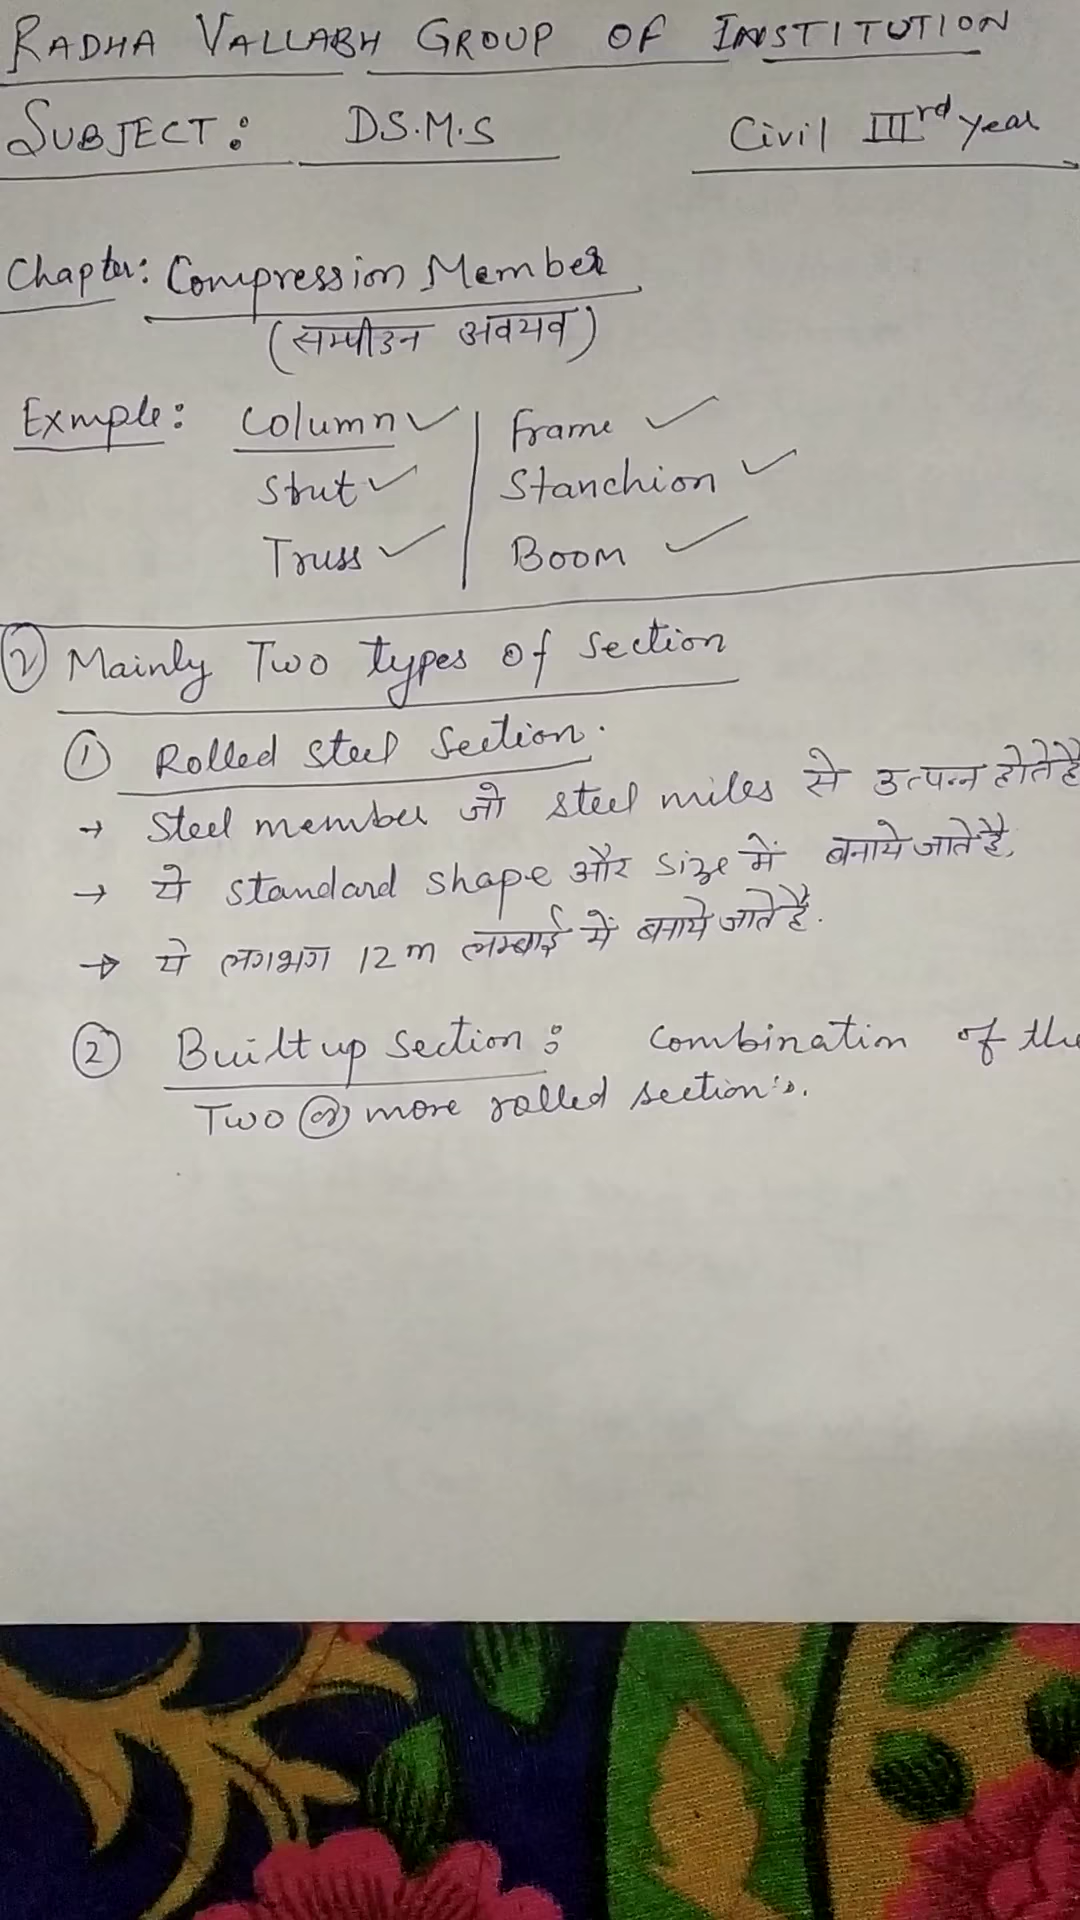 RADHA VALLABH GROUP OF INSTITUTION
SUBJECT: D.S.M.S Civil IIIrd year
Chapter: Compression Member
(सम्पीडन अवयव)
Exmple: Column ✓ | Frame ✓
Strut ✓ | Stanchion ✓
Truss ✓ | Boom ✓
② Mainly Two types of Section
① Rolled Steel Section.
→ Steel member जो steel miles से उत्पन्न होते है
→ ये standard shape और size में बनाये जाते है.
→ ये लगभग 12m लम्बाई में बनाये जाते है.
② Built up Section: Combination of the
Two or more rolled section's.